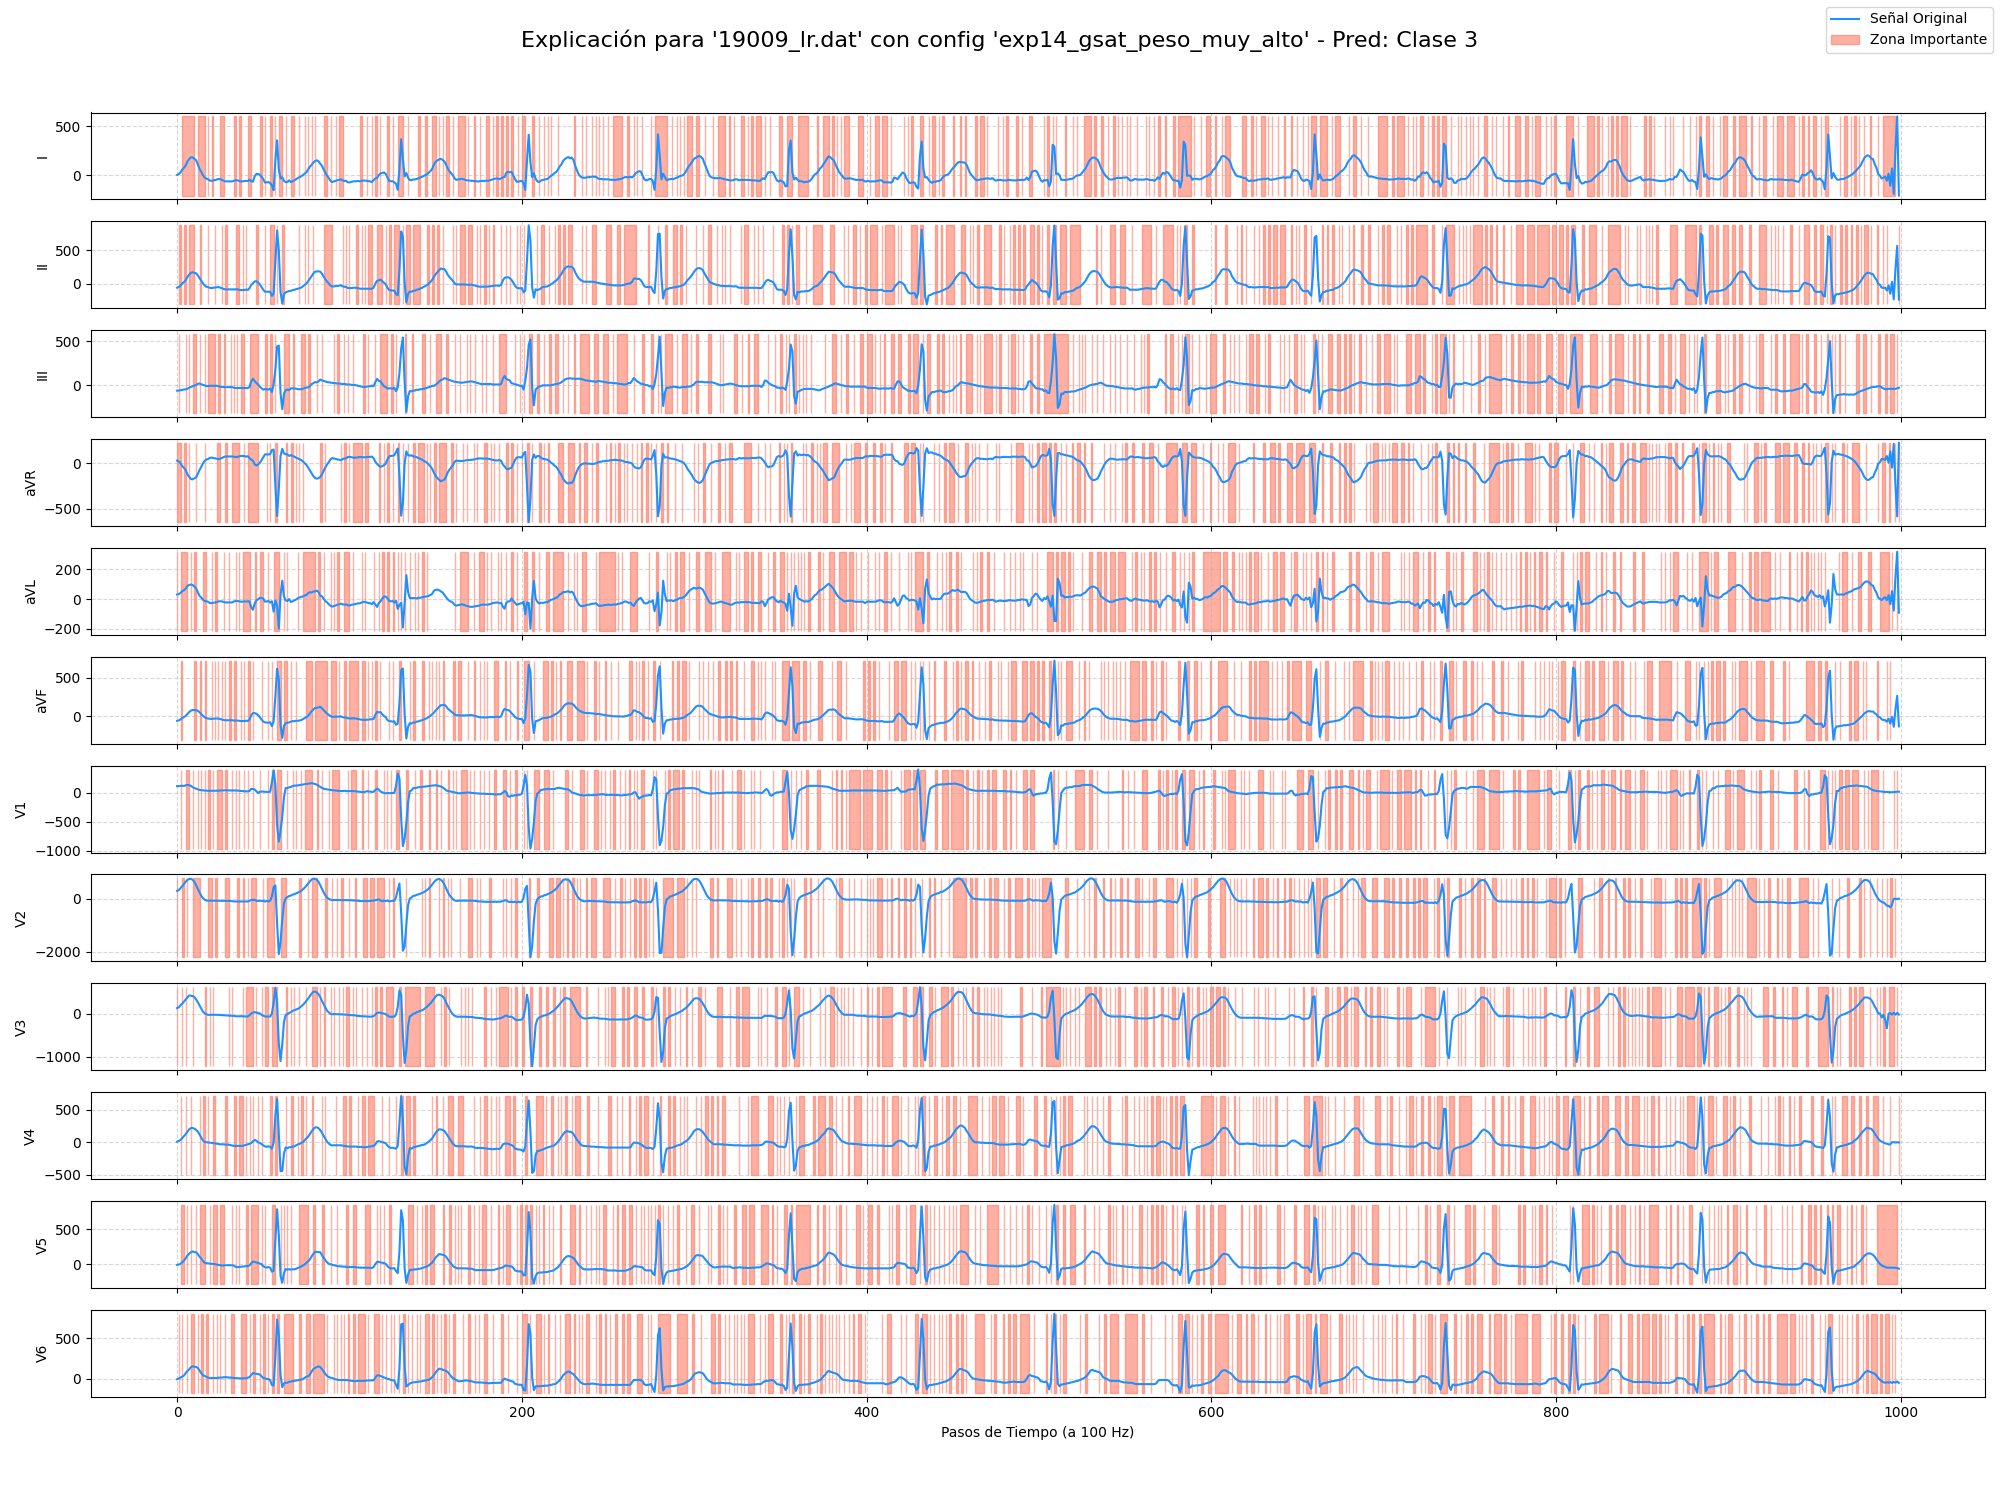 Señal Original
Zona Importante
Explicación para '19009_lr.dat' con config 'exp14_gsat_peso_muy_alto' - Pred: Clase 3
500
0
I
500
0
II
500
0
III
0
−500
aVR
200
0
−200
aVL
500
0
aVF
0
−500
−1000
V1
0
−2000
V2
0
−1000
V3
500
0
−500
V4
500
0
V5
500
0
V6
0 200 400 600 800 1000
Pasos de Tiempo (a 100 Hz)